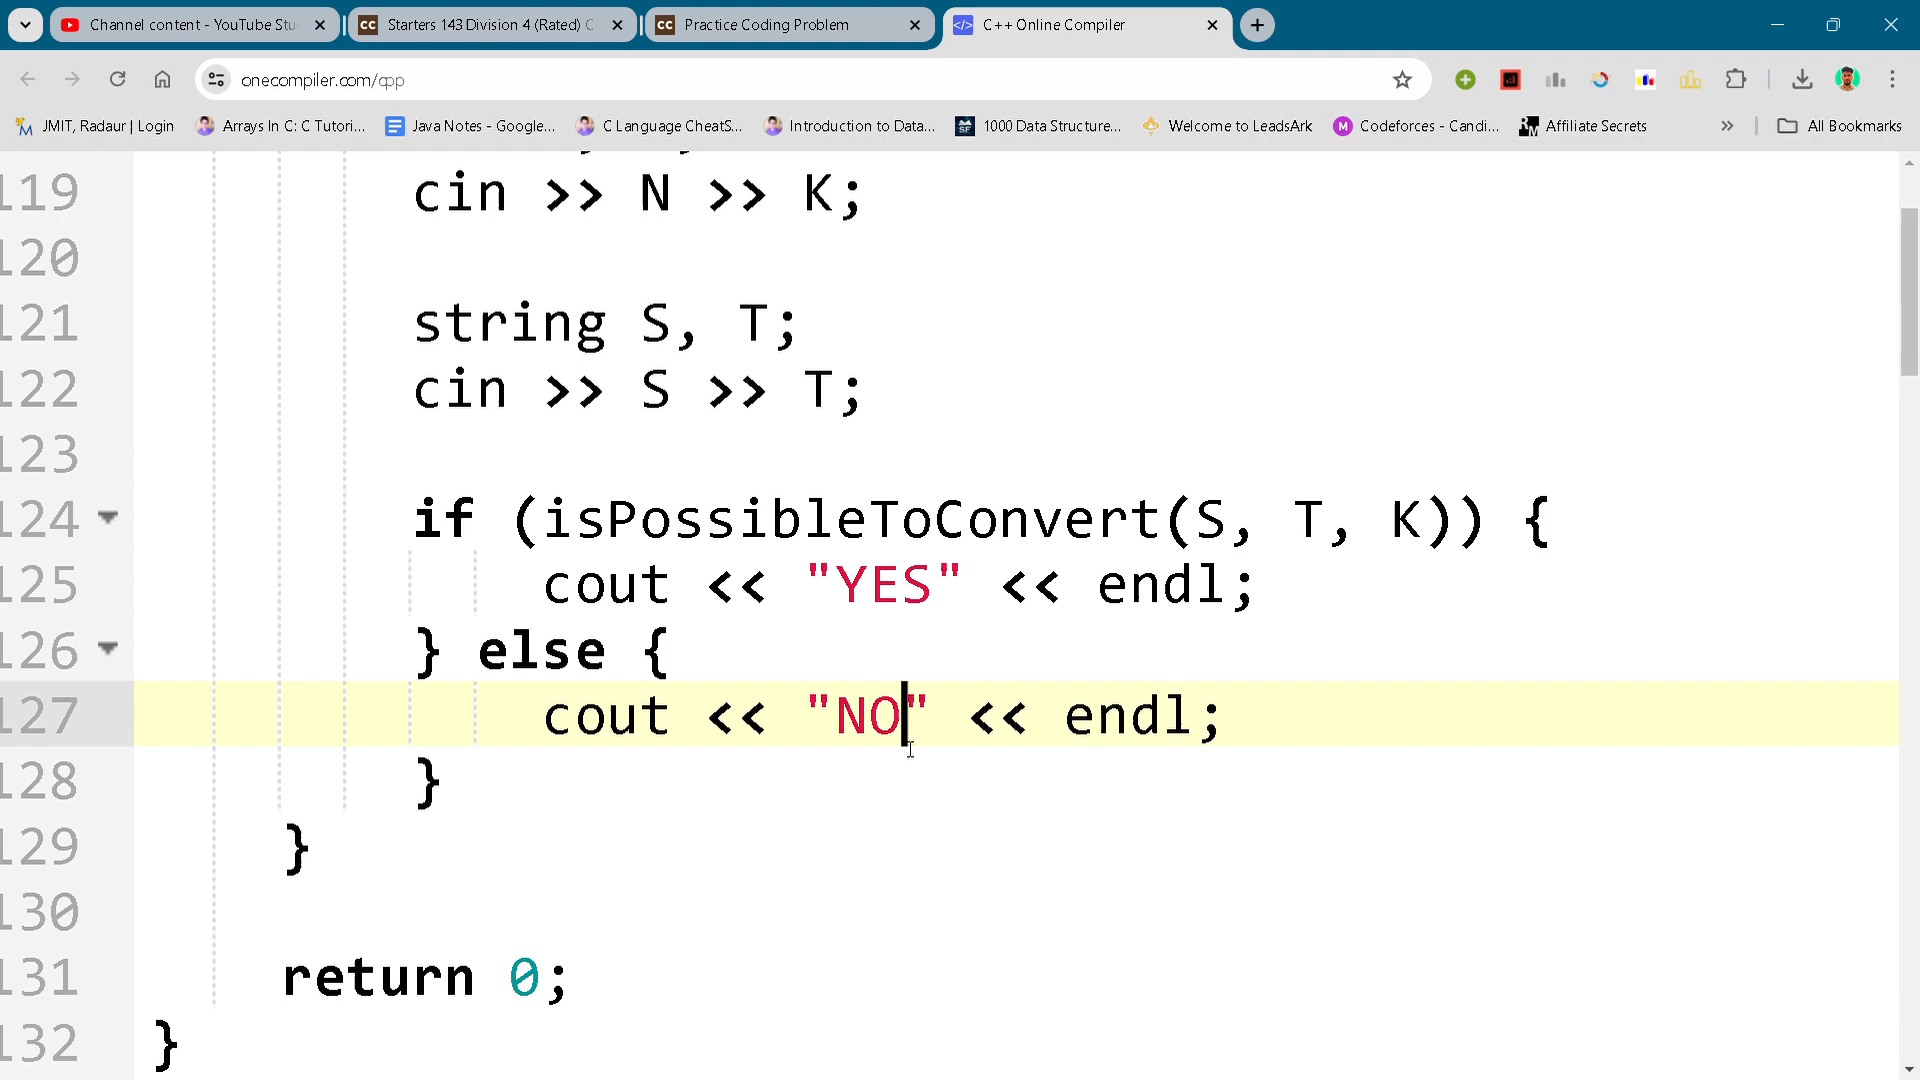 Channel content - YouTube Stu
Starters 143 Division 4 (Rated) C
Practice Coding Problem
C++ Online Compiler
onecompiler.com/cpp
JMIT, Radaur | Login
Arrays In C: C Tutori...
Java Notes - Google...
C Language CheatS...
Introduction to Data...
1000 Data Structure...
Welcome to LeadsArk
Codeforces - Candi...
Affiliate Secrets
All Bookmarks
119 cin >> N >> K;
120
121 string S, T;
122 cin >> S >> T;
123
124 if (isPossibleToConvert(S, T, K)) {
125 cout << "YES" << endl;
126 } else {
127 cout << "NO" << endl;
128 }
129 }
130
131 return 0;
132 }